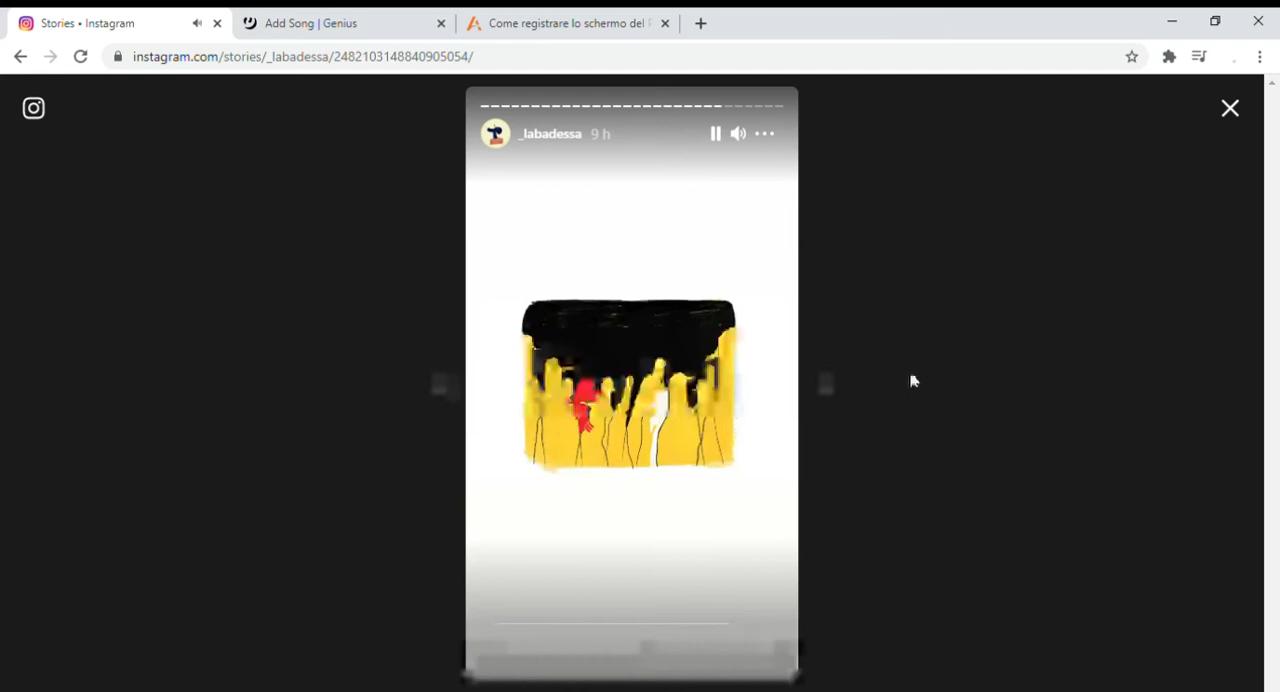 Stories • Instagram
Add Song | Genius
Come registrare lo schermo del
instagram.com/stories/_labadessa/2482103148840905054/
_labadessa 9 h